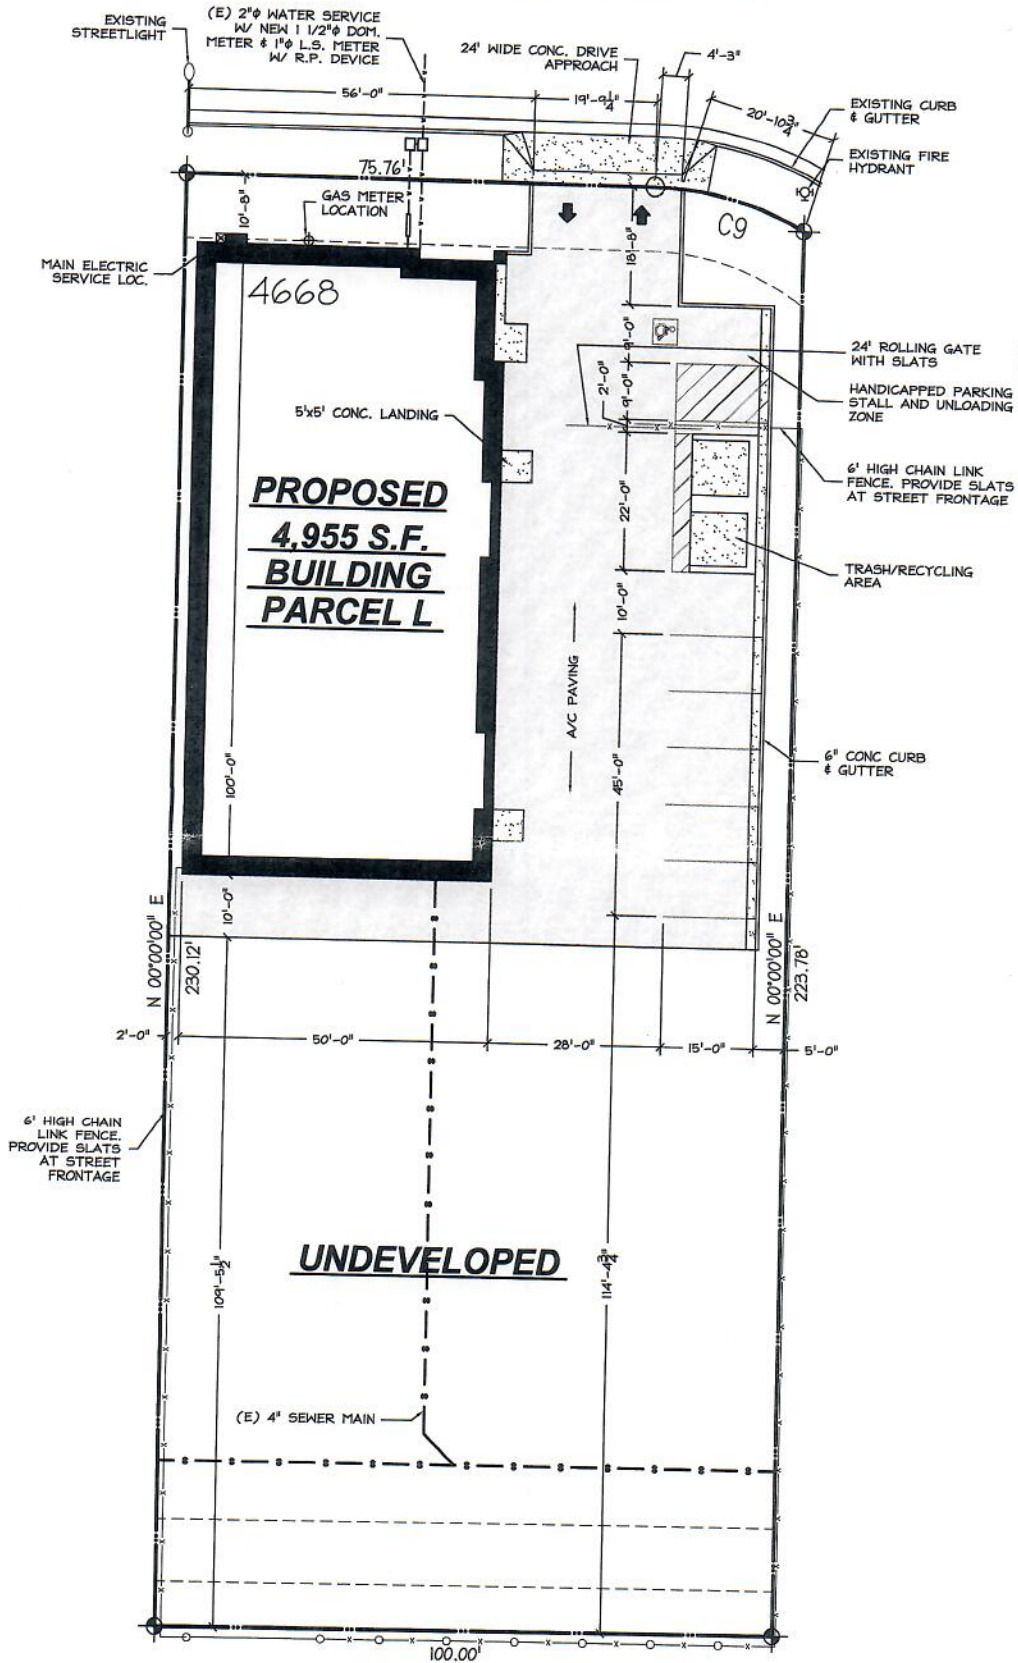 EXISTING
STREETLIGHT
(E) 2"φ WATER SERVICE
W/ NEW 1 1/2"φ DOM.
METER & 1"φ L.S. METER
W/ R.P. DEVICE
24' WIDE CONC. DRIVE
APPROACH
4'-3"
56'-0"
19'-9 1/4"
20'-10 3/4"
EXISTING CURB
& GUTTER
EXISTING FIRE
HYDRANT
75.76'
10'-8"
GAS METER
LOCATION
C9
18'-8"
MAIN ELECTRIC
SERVICE LOC.
4668
9'-0"
24' ROLLING GATE
WITH SLATS
2'-0"
9'-0"
HANDICAPPED PARKING
STALL AND UNLOADING
ZONE
5'x5' CONC. LANDING
6' HIGH CHAIN LINK
FENCE. PROVIDE SLATS
AT STREET FRONTAGE
PROPOSED
4,955 S.F.
BUILDING
PARCEL L
22'-0"
TRASH/RECYCLING
AREA
10'-0"
A/C PAVING
6" CONC CURB
& GUTTER
100'-0"
45'-0"
10'-0"
N 00°00'00" E
230.12'
N 00°00'00" E
223.78'
2'-0"
50'-0"
28'-0"
15'-0"
5'-0"
6' HIGH CHAIN
LINK FENCE.
PROVIDE SLATS
AT STREET
FRONTAGE
UNDEVELOPED
109'-5 1/2"
114'-4 3/4"
(E) 4" SEWER MAIN
100.00'